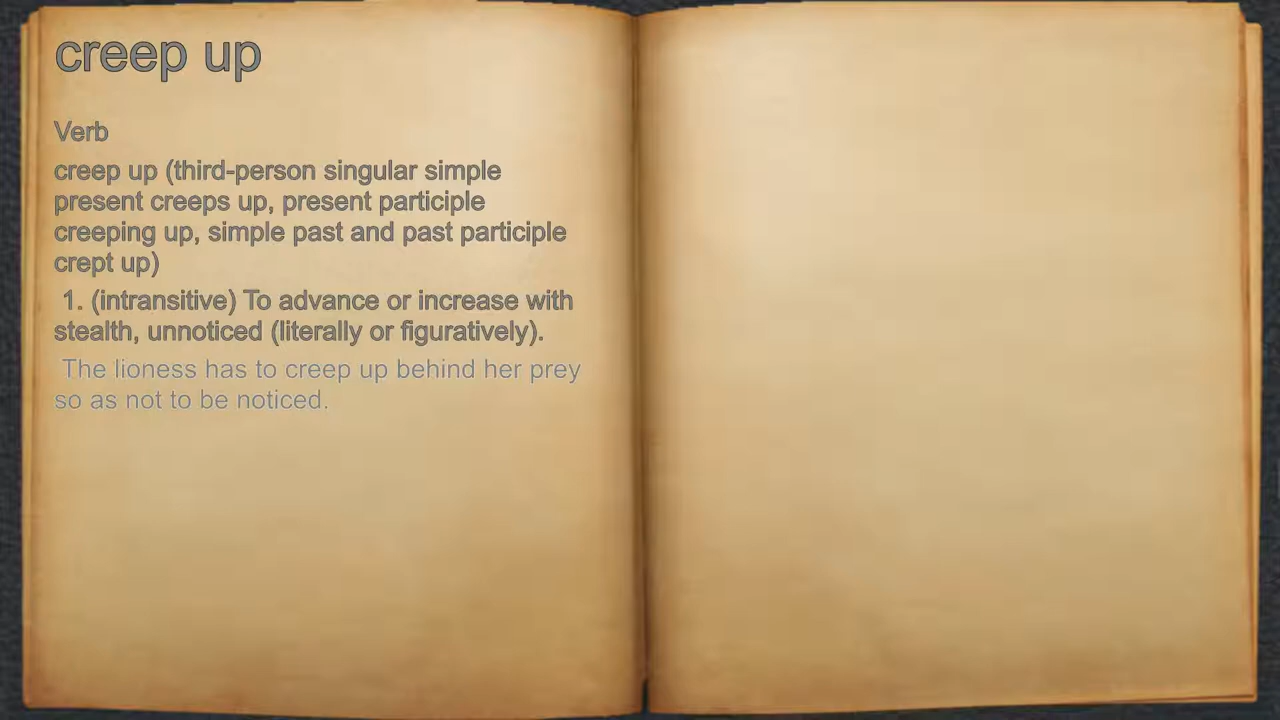 creep up
Verb
creep up (third-person singular simple
present creeps up, present participle
creeping up, simple past and past participle
crept up)
1. (intransitive) To advance or increase with
stealth, unnoticed (literally or figuratively).
The lioness has to creep up behind her prey
so as not to be noticed.